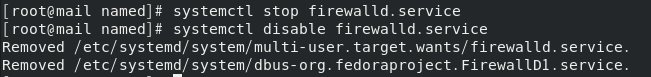 [root@mail named]# systemctl stop firewalld.service
[root@mail named]# systemctl disable firewalld.service
Removed /etc/systemd/system/multi-user.target.wants/firewalld.service.
Removed /etc/systemd/system/dbus-org.fedoraproject.FirewallD1.service.